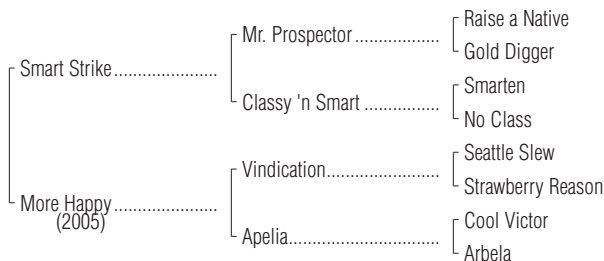 Raise a Native
Mr. Prospector
Gold Digger
Smart Strike
Smarten
Classy 'n Smart
No Class
Seattle Slew
Vindication
Strawberry Reason
More Happy
(2005)
Cool Victor
Apelia
Arbela